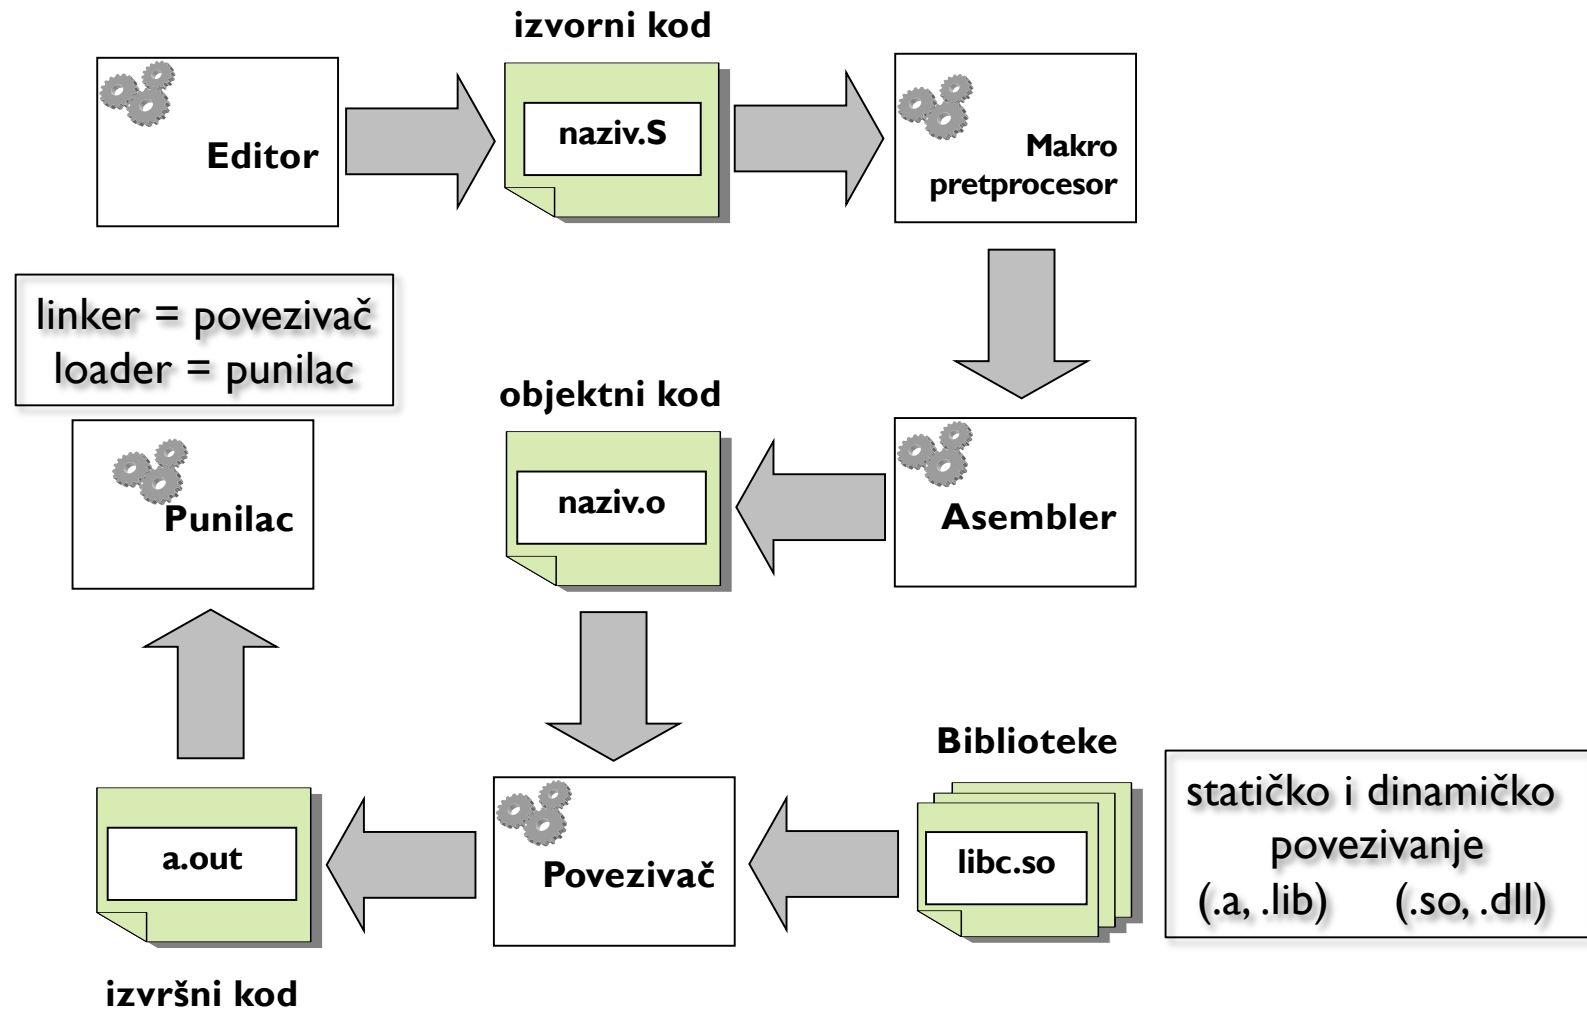 izvorni kod
Editor
naziv.S
Makro
pretprocesor
linker = povezivač
loader = punilac
objektni kod
Punilac
naziv.o
Asembler
Biblioteke
a.out
Povezivač
libc.so
statičko i dinamičko
povezivanje
(.a, .lib) (.so, .dll)
izvršni kod